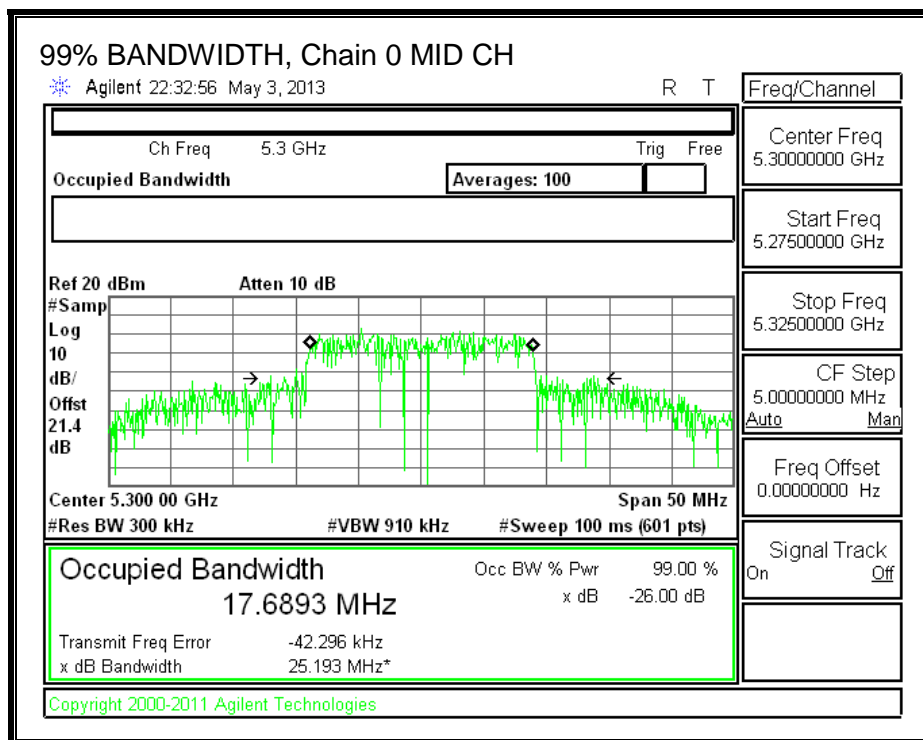 99% BANDWIDTH, Chain 0 MID CH
Agilent 22:32:56 May 3, 2013 R T
Freq/Channel
Ch Freq 5.3 GHz Trig Free
Occupied Bandwidth Averages: 100
Center Freq
5.30000000 GHz
Start Freq
5.27500000 GHz
Stop Freq
5.32500000 GHz
CF Step
5.00000000 MHz
Auto Man
Freq Offset
0.00000000 Hz
Signal Track
On Off
Ref 20 dBm Atten 10 dB
#Samp
Log
10
dB/
Offst
21.4
dB
Center 5.300 00 GHz Span 50 MHz
#Res BW 300 kHz #VBW 910 kHz #Sweep 100 ms (601 pts)
Occupied Bandwidth Occ BW % Pwr 99.00 %
17.6893 MHz x dB -26.00 dB
Transmit Freq Error -42.296 kHz
x dB Bandwidth 25.193 MHz*
Copyright 2000-2011 Agilent Technologies